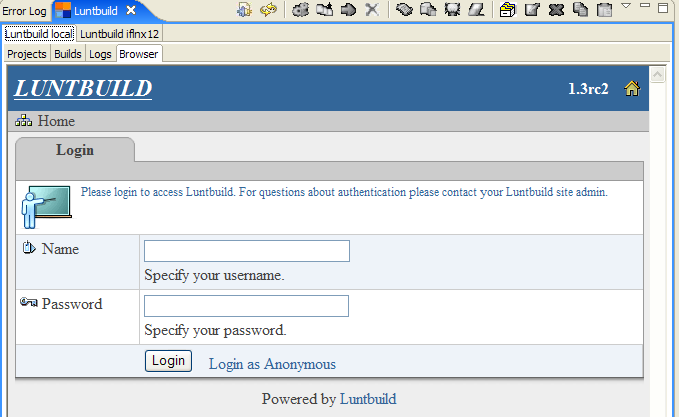 Error Log Luntbuild
Luntbuild local Luntbuild iflnx12
Projects Builds Logs Browser
LUNTBUILD 1.3rc2
Home
Login
Please login to access Luntbuild. For questions about authentication please contact your Luntbuild site admin.
Name
Specify your username.
Password
Specify your password.
Login Login as Anonymous
Powered by Luntbuild